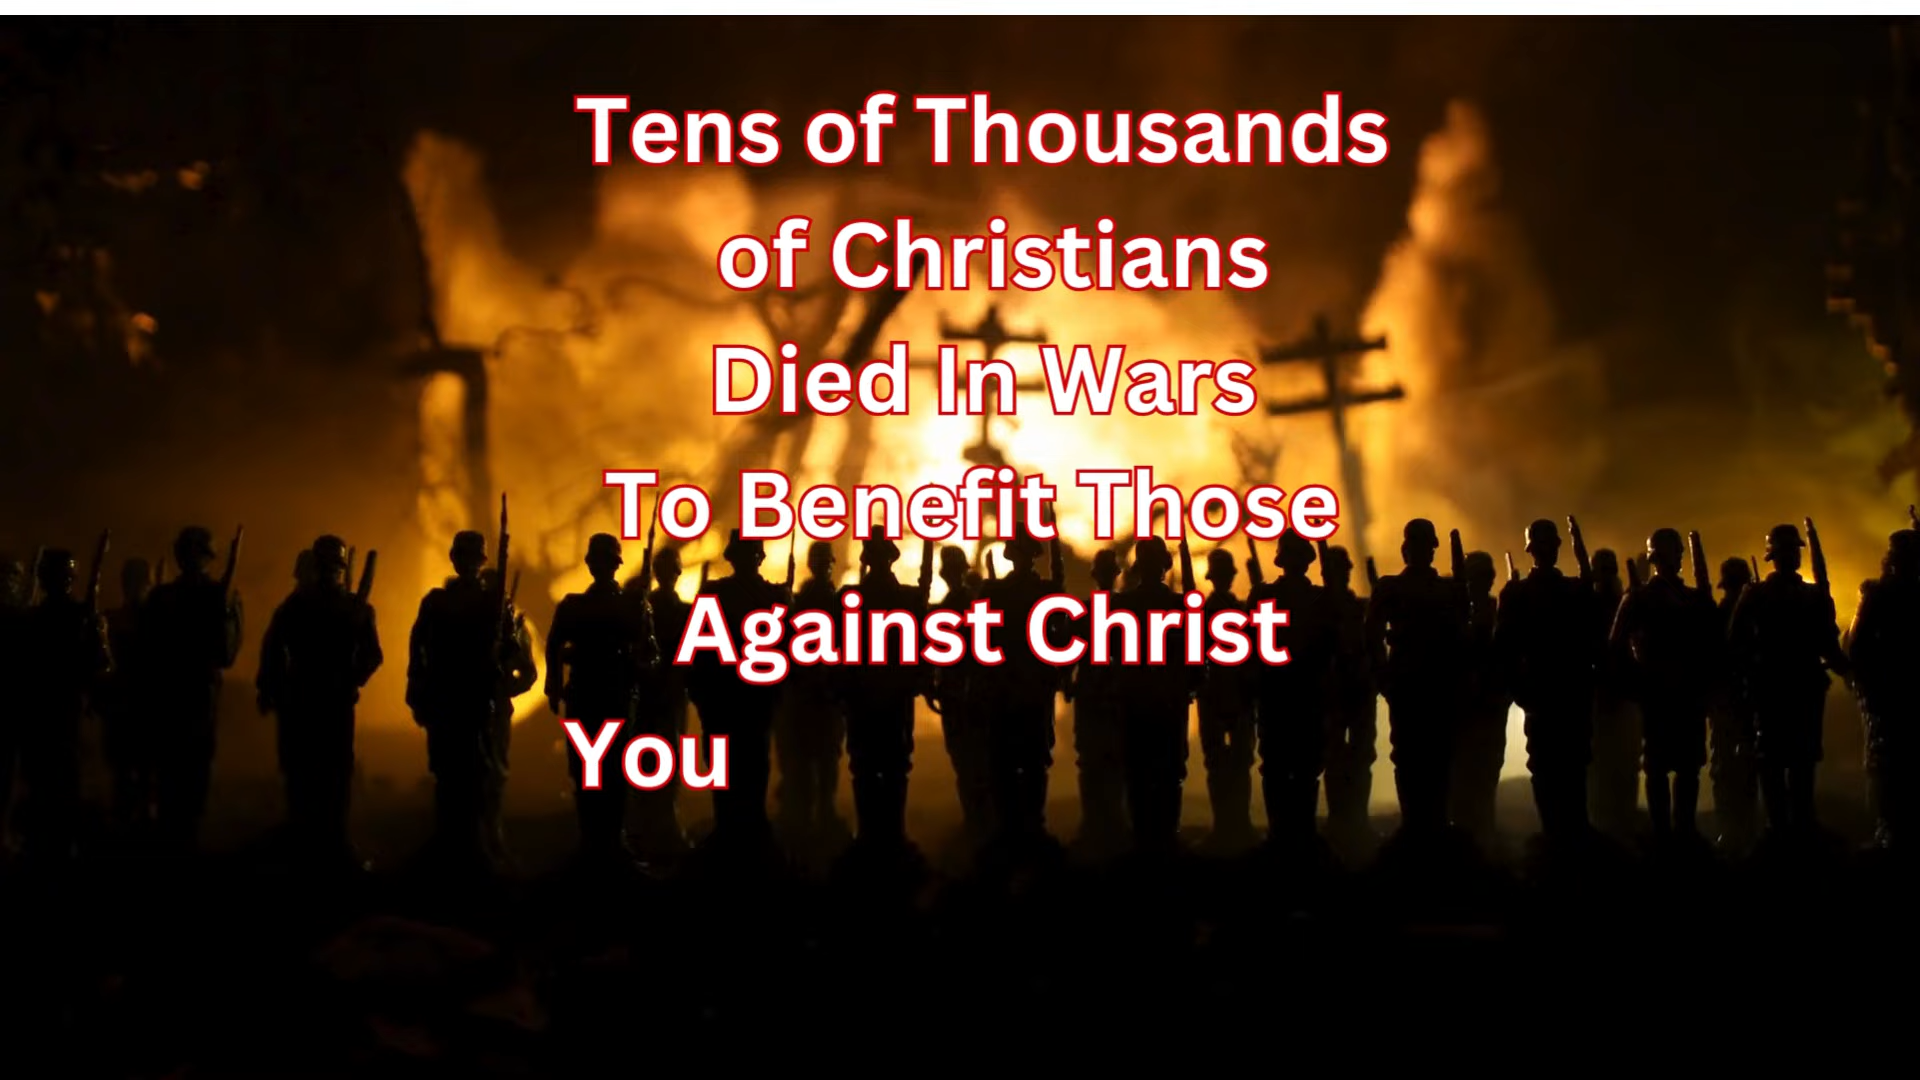 Tens of Thousands
of Christians
Died In Wars
To Benefit Those
Against Christ
You